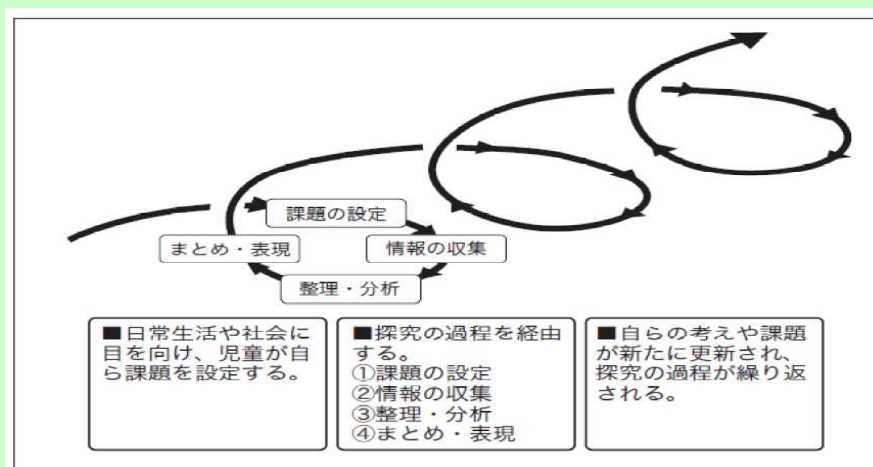 課題の設定
まとめ・表現
情報の収集
整理・分析
■日常生活や社会に
目を向け、児童が自
ら課題を設定する。
■探究の過程を経由
する。
①課題の設定
②情報の収集
③整理・分析
④まとめ・表現
■自らの考えや課題
が新たに更新され、
探究の過程が繰り返
される。